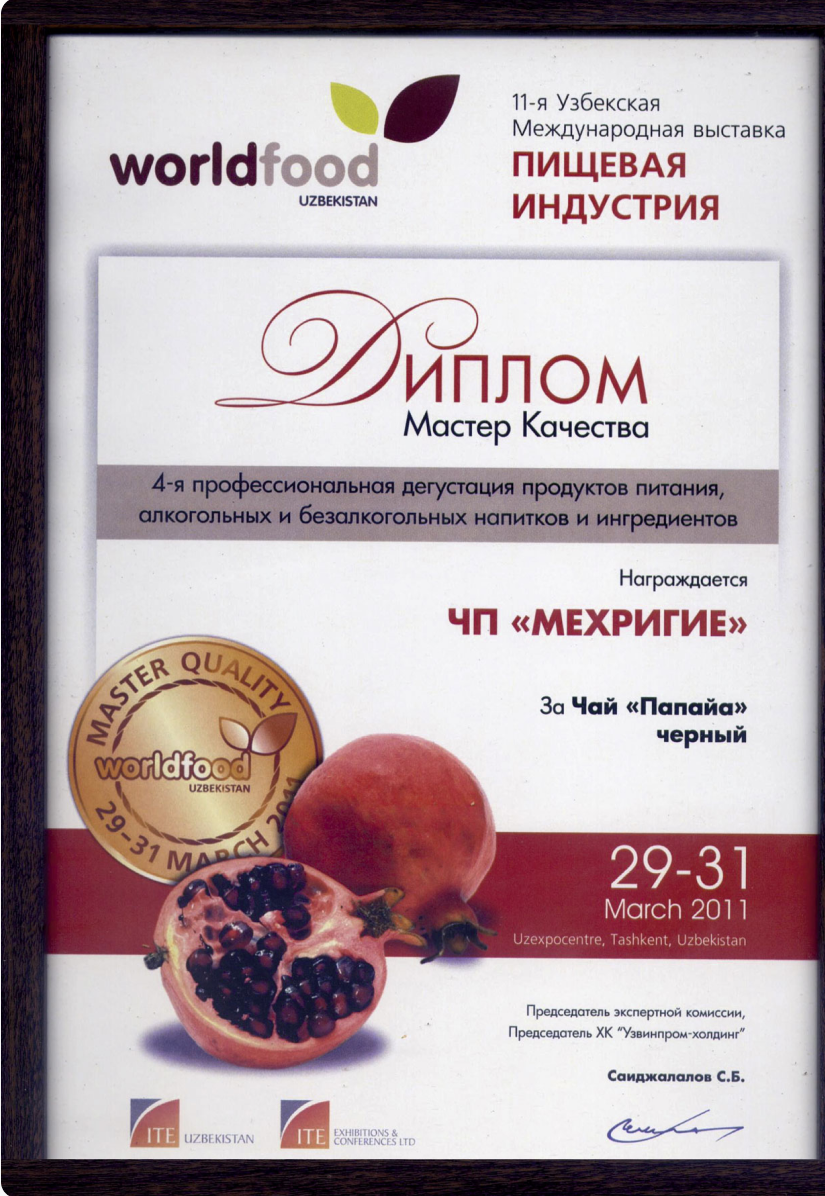 worldfood
UZBEKISTAN
11-я Узбекская
Международная выставка
ПИЩЕВАЯ
ИНДУСТРИЯ
Диплом
Мастер Качества
4-я профессиональная дегустация продуктов питания,
алкогольных и безалкогольных напитков и ингредиентов
Награждается
ЧП «МЕХРИГИЕ»
За Чай «Папайа»
черный
MASTER QUALITY
worldfood
UZBEKISTAN
29-31 MARCH 2011
29-31
March 2011
Uzexpocentre, Tashkent, Uzbekistan
Председатель экспертной комиссии,
Председатель ХК "Узвинпром-холдинг"
Саиджалалов С.Б.
ITE UZBEKISTAN
ITE EXHIBITIONS &
CONFERENCES LTD